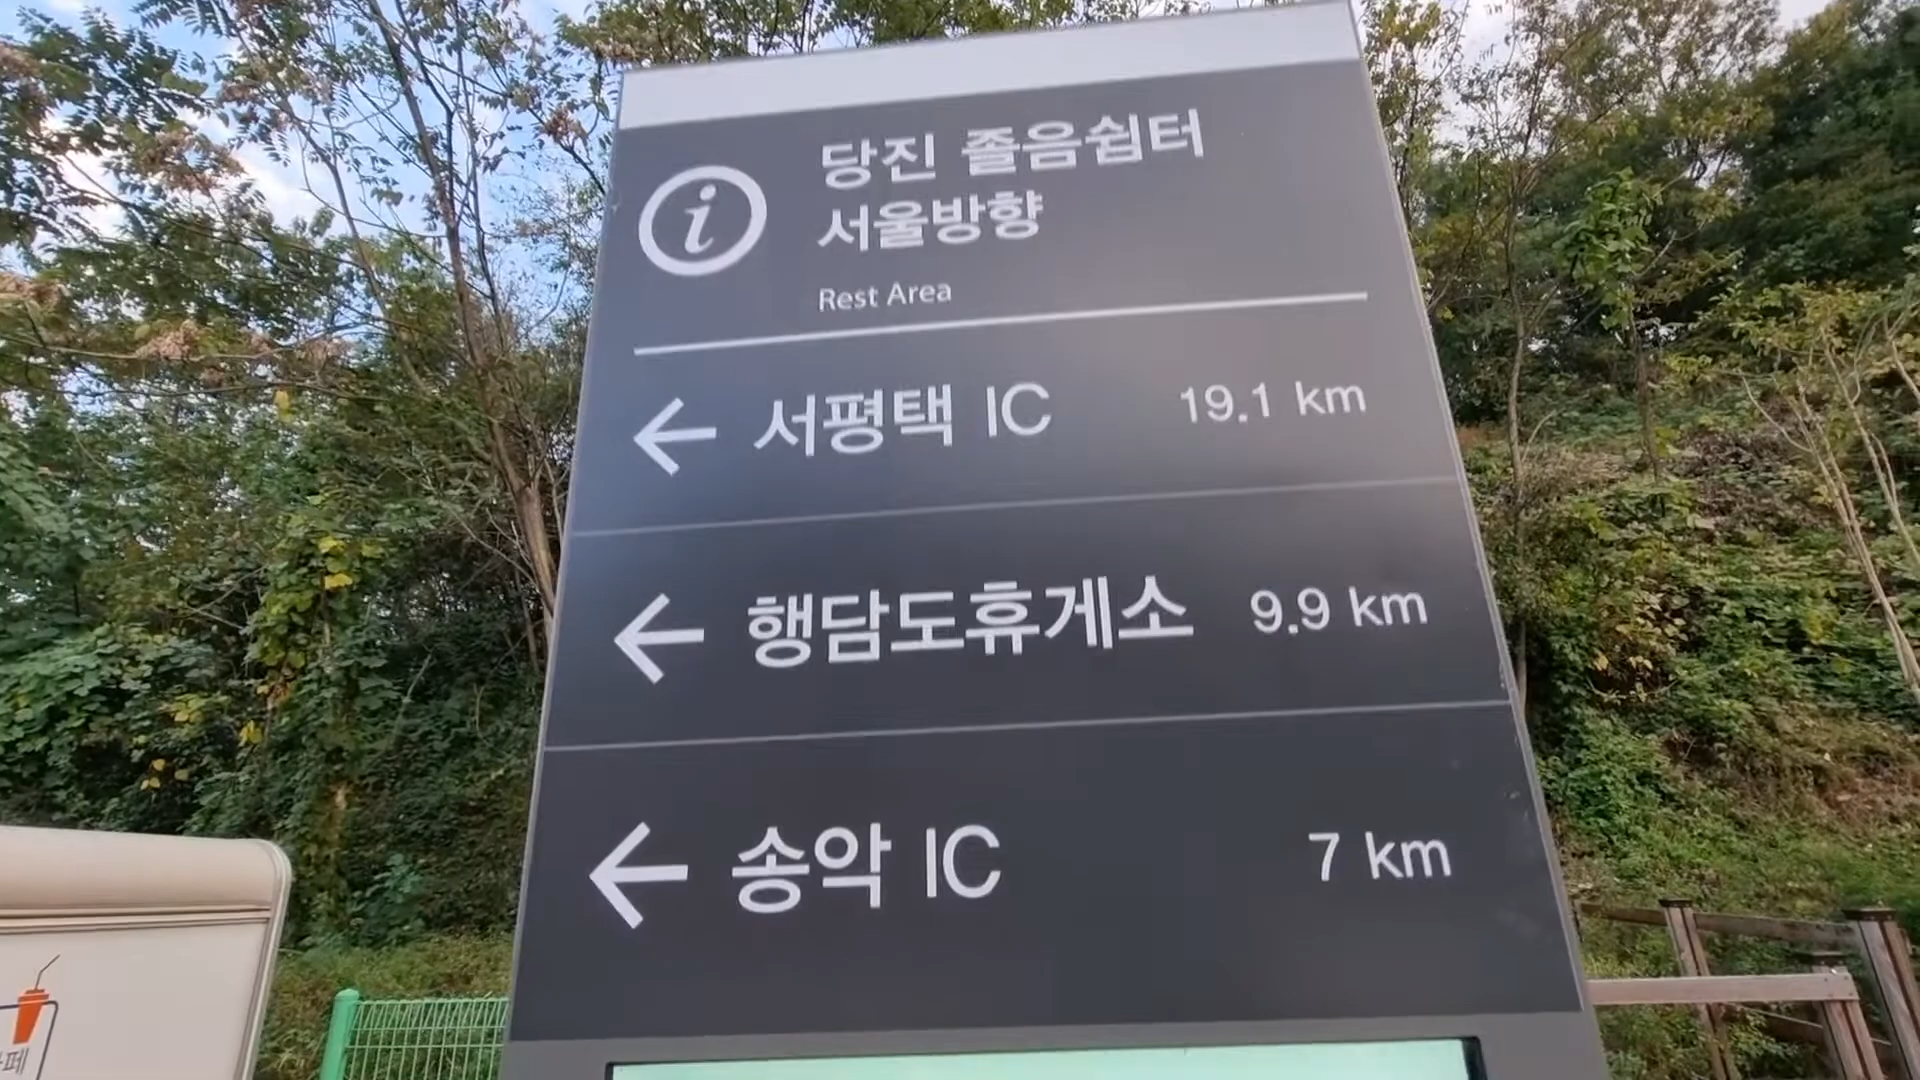 당진 졸음쉼터
서울방향
Rest Area
서평택 IC 19.1 km
행담도휴게소 9.9 km
송악 IC 7 km